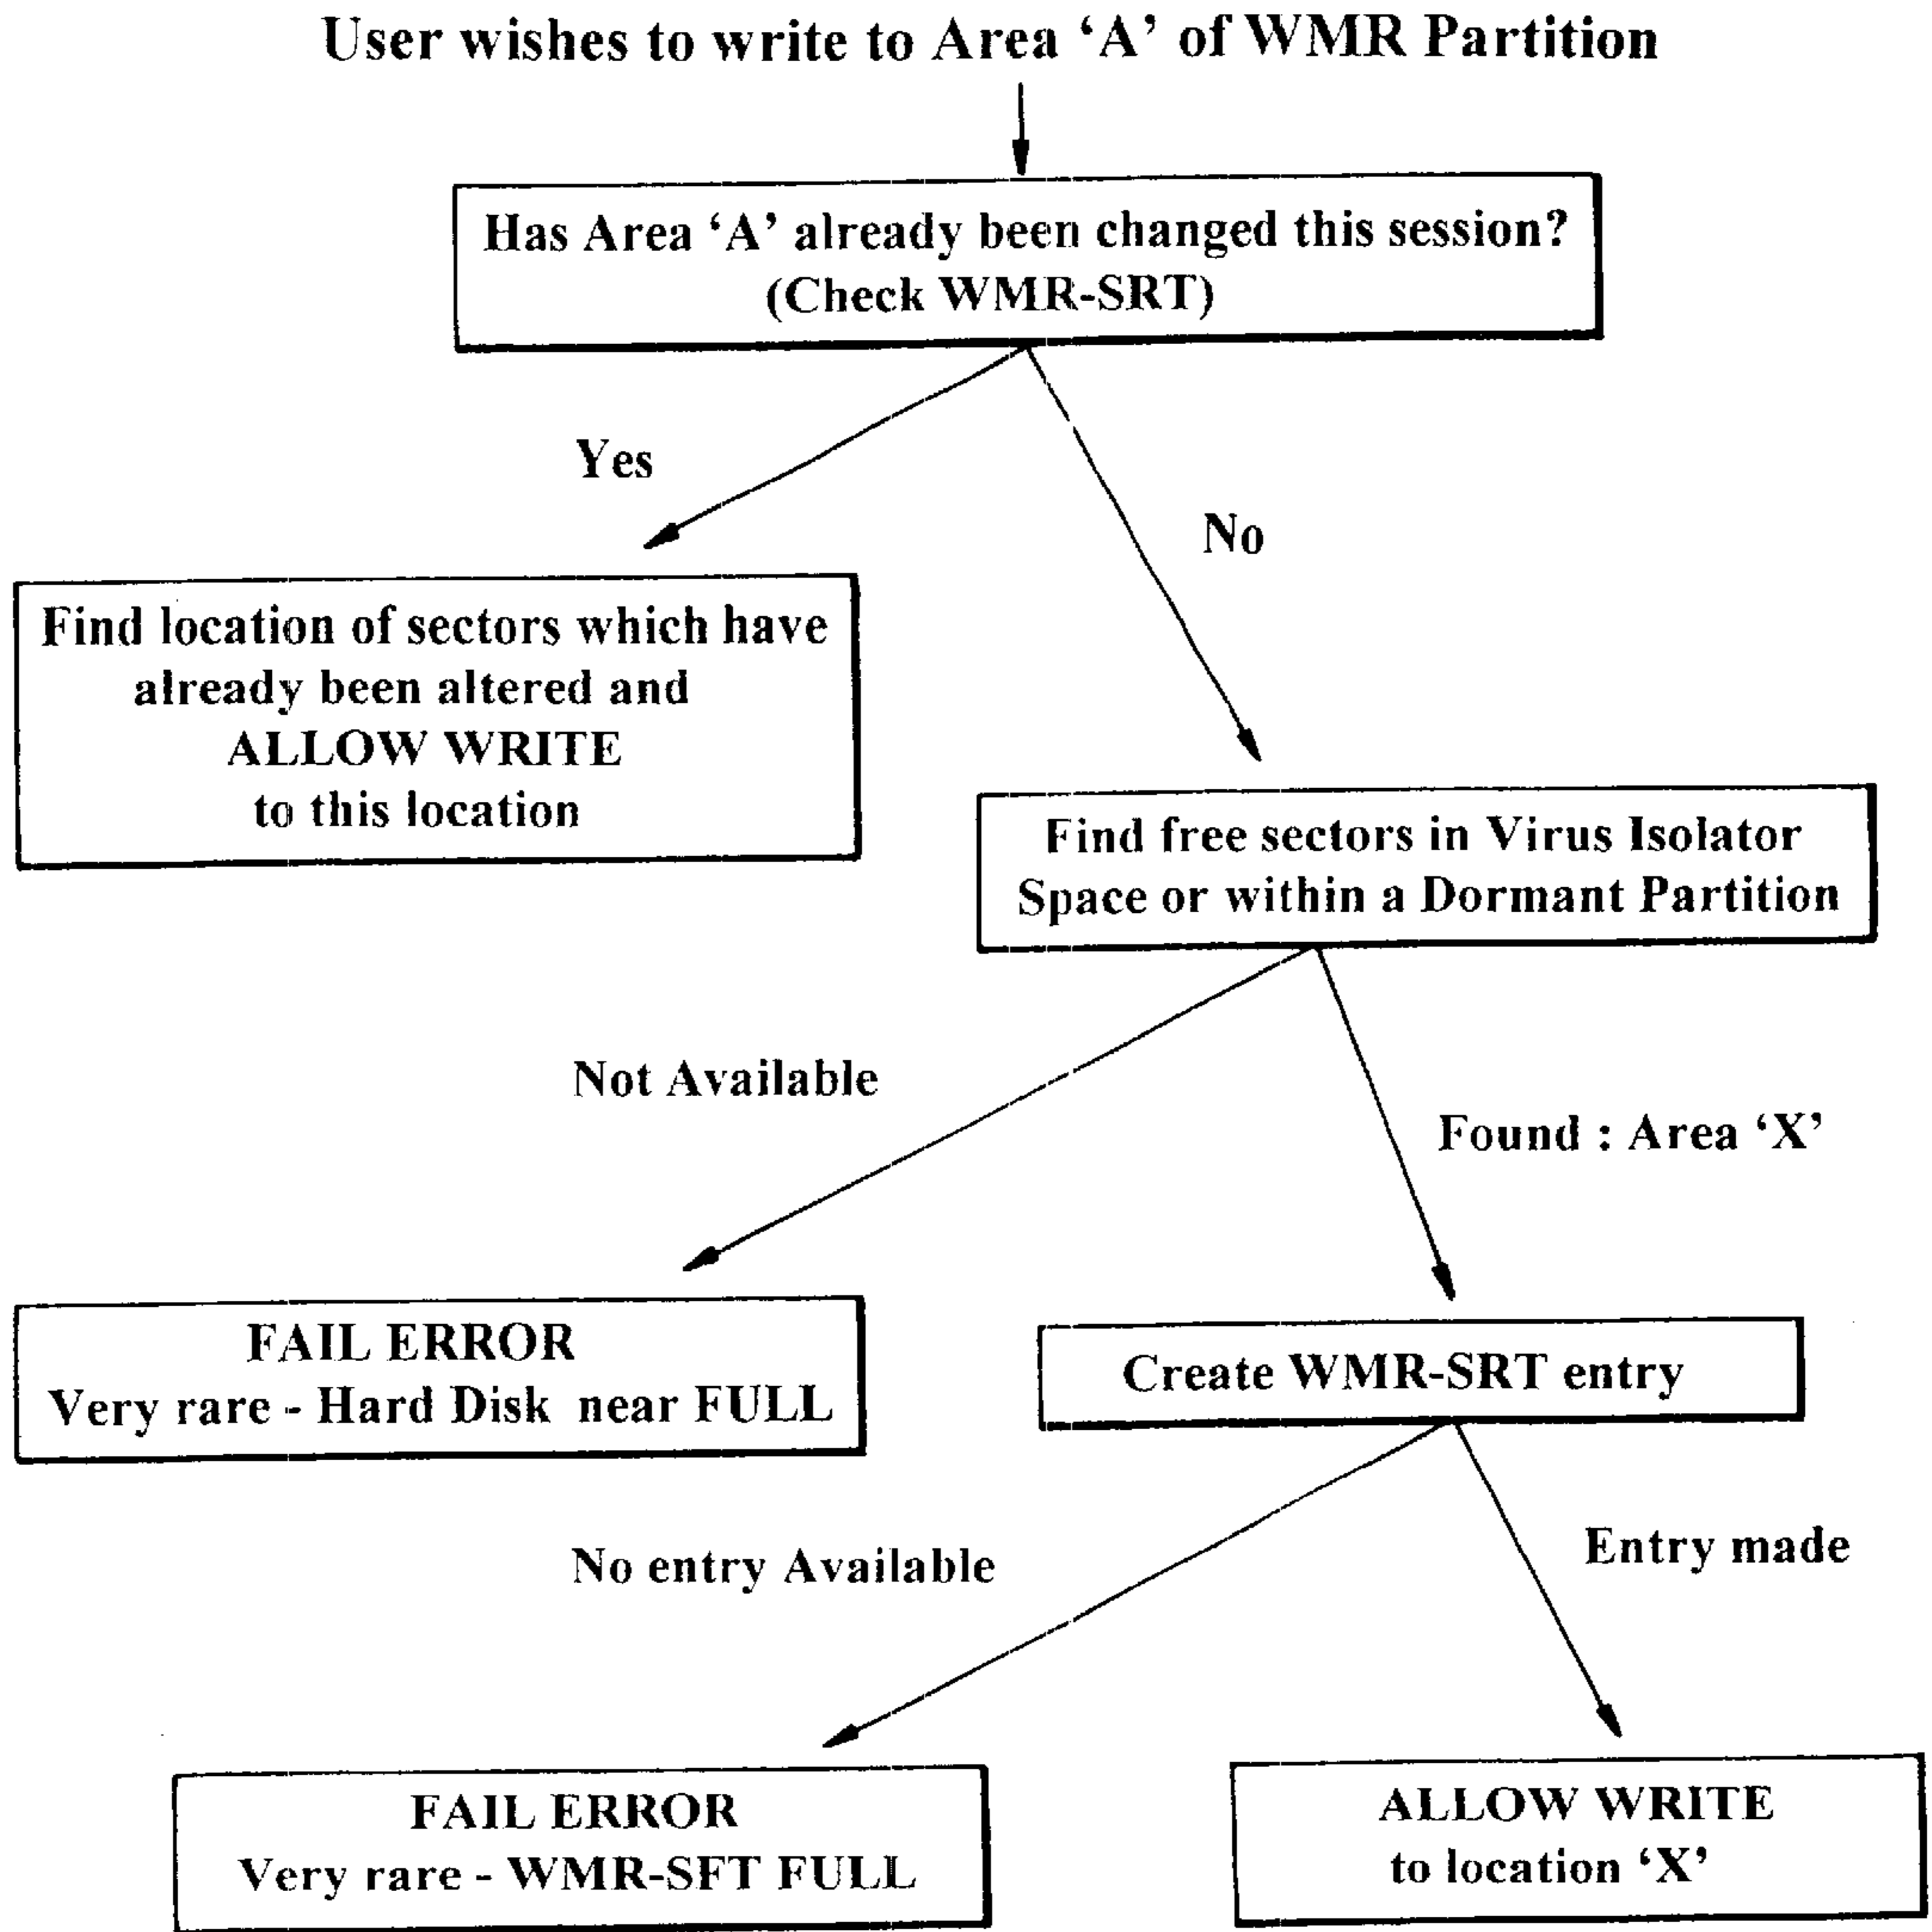 User wishes to write to Area ‘A’ of WMR Partition
Has Area ‘A’ already been changed this session?
(Check WMR-SRT)
Yes
No
Find location of sectors which have
already been altered and
ALLOW WRITE
to this location
Find free sectors in Virus Isolator
Space or within a Dormant Partition
Not Available
Found : Area ‘X’
FAIL ERROR
Very rare - Hard Disk near FULL
Create WMR-SRT entry
No entry Available
Entry made
FAIL ERROR
Very rare - WMR-SFT FULL
ALLOW WRITE
to location ‘X’